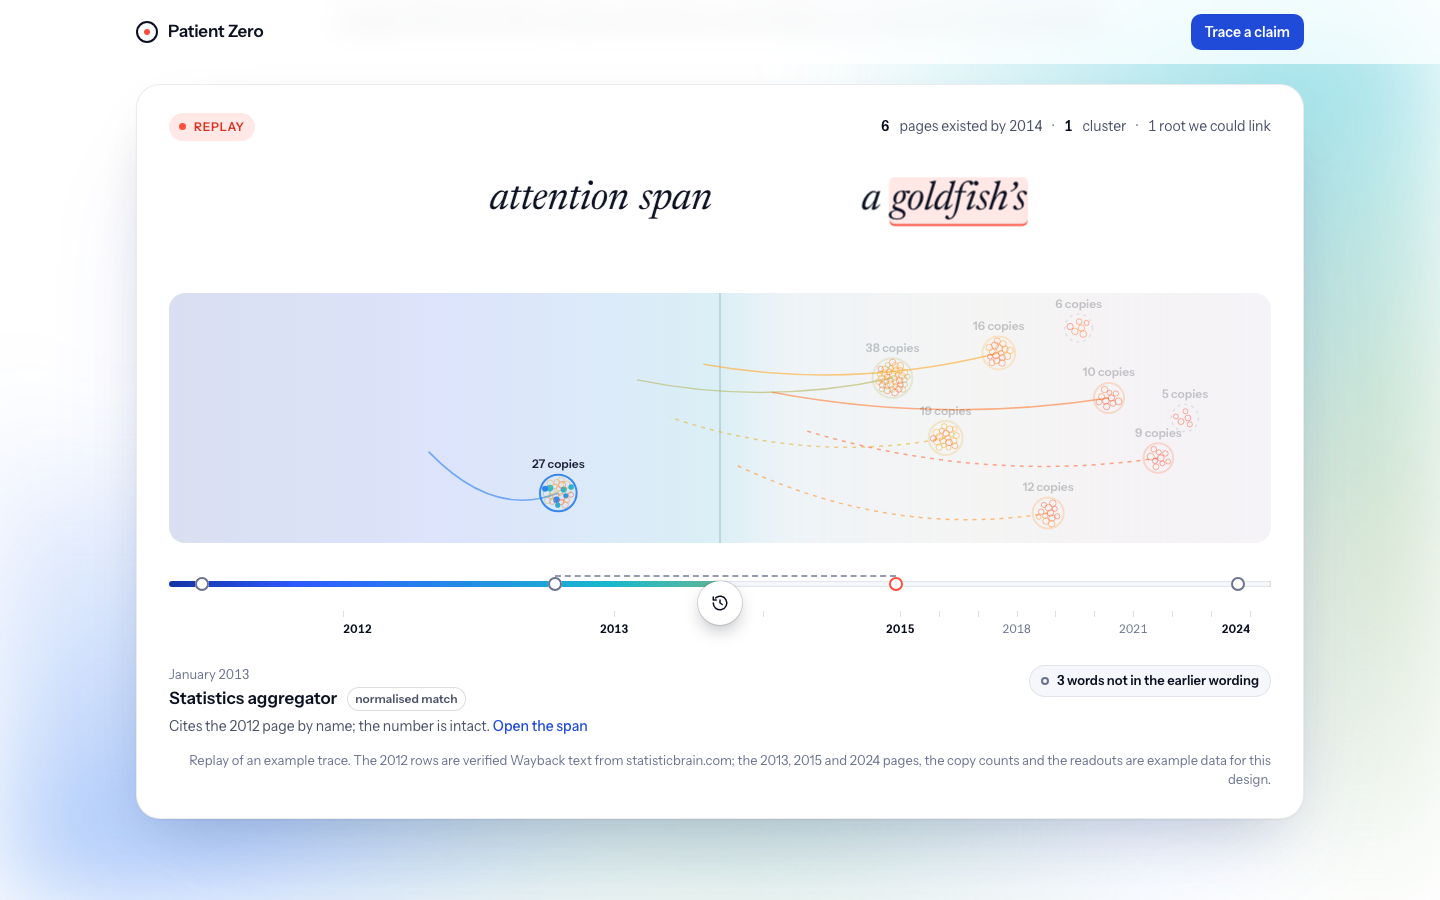 Patient Zero
Trace a claim
REPLAY
6 pages existed by 2014 · 1 cluster · 1 root we could link
attention span a goldfish’s
6 copies
16 copies
38 copies
10 copies
5 copies
19 copies
9 copies
27 copies
12 copies
2012 2013 2015 2018 2021 2024
January 2013
Statistics aggregator normalised match
3 words not in the earlier wording
Cites the 2012 page by name; the number is intact. Open the span
Replay of an example trace. The 2012 rows are verified Wayback text from statisticbrain.com; the 2013, 2015 and 2024 pages, the copy counts and the readouts are example data for this
design.